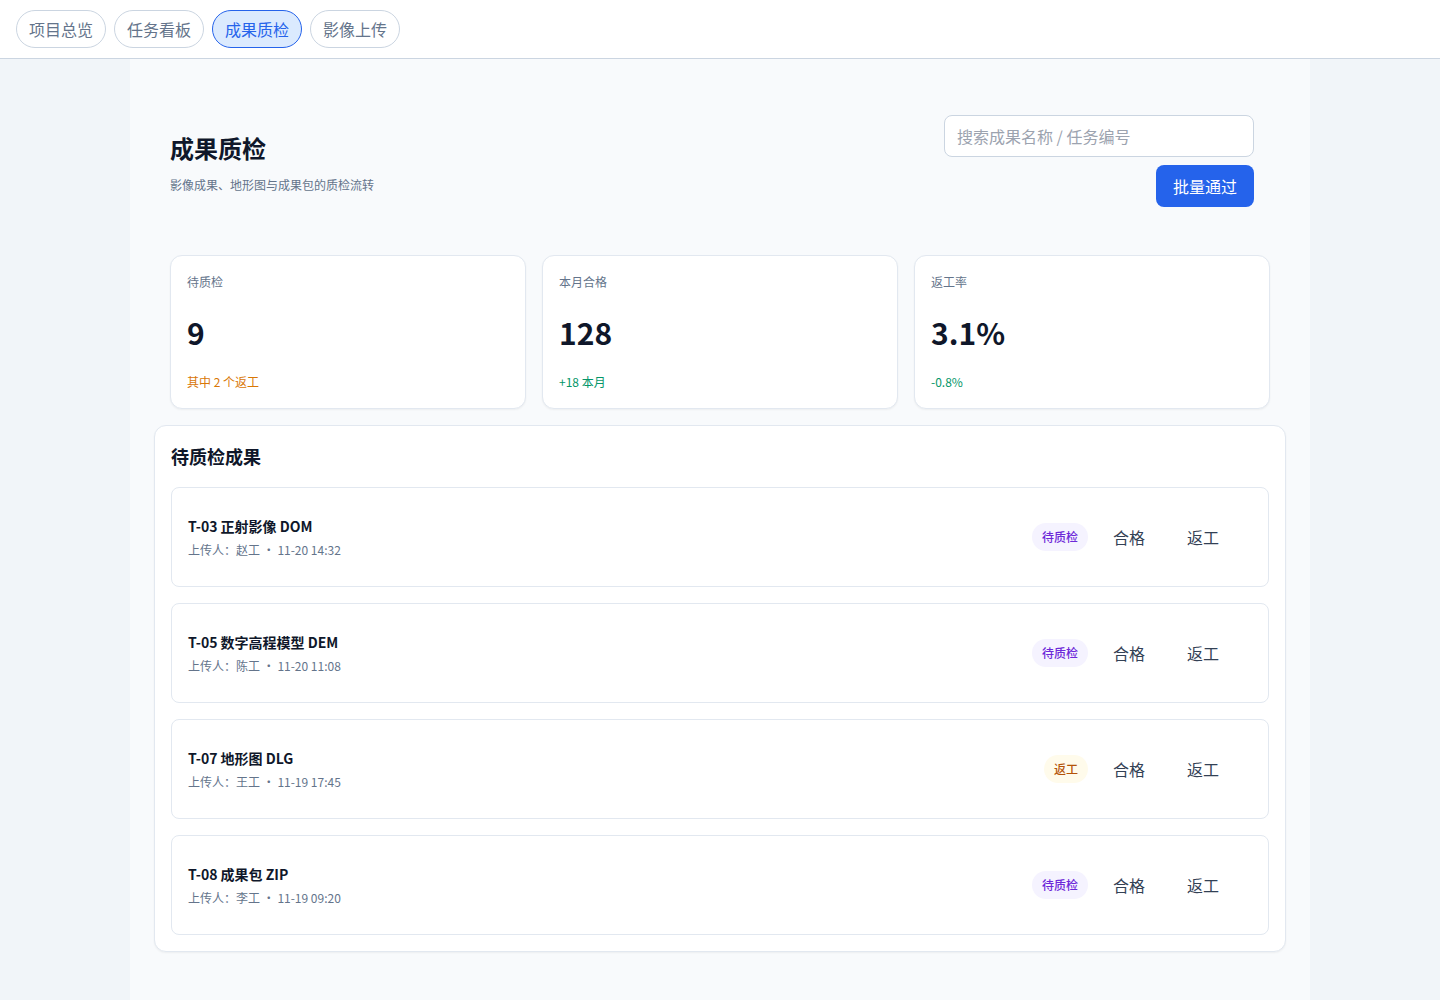 项目总览 任务看板 成果质检 影像上传
成果质检
影像成果、地形图与成果包的质检流转
搜索成果名称 / 任务编号
批量通过
待质检
9
其中 2 个返工
本月合格
128
+18 本月
返工率
3.1%
-0.8%
待质检成果
T-03 正射影像 DOM
上传人：赵工 · 11-20 14:32
待质检 合格 返工
T-05 数字高程模型 DEM
上传人：陈工 · 11-20 11:08
待质检 合格 返工
T-07 地形图 DLG
上传人：王工 · 11-19 17:45
返工 合格 返工
T-08 成果包 ZIP
上传人：李工 · 11-19 09:20
待质检 合格 返工